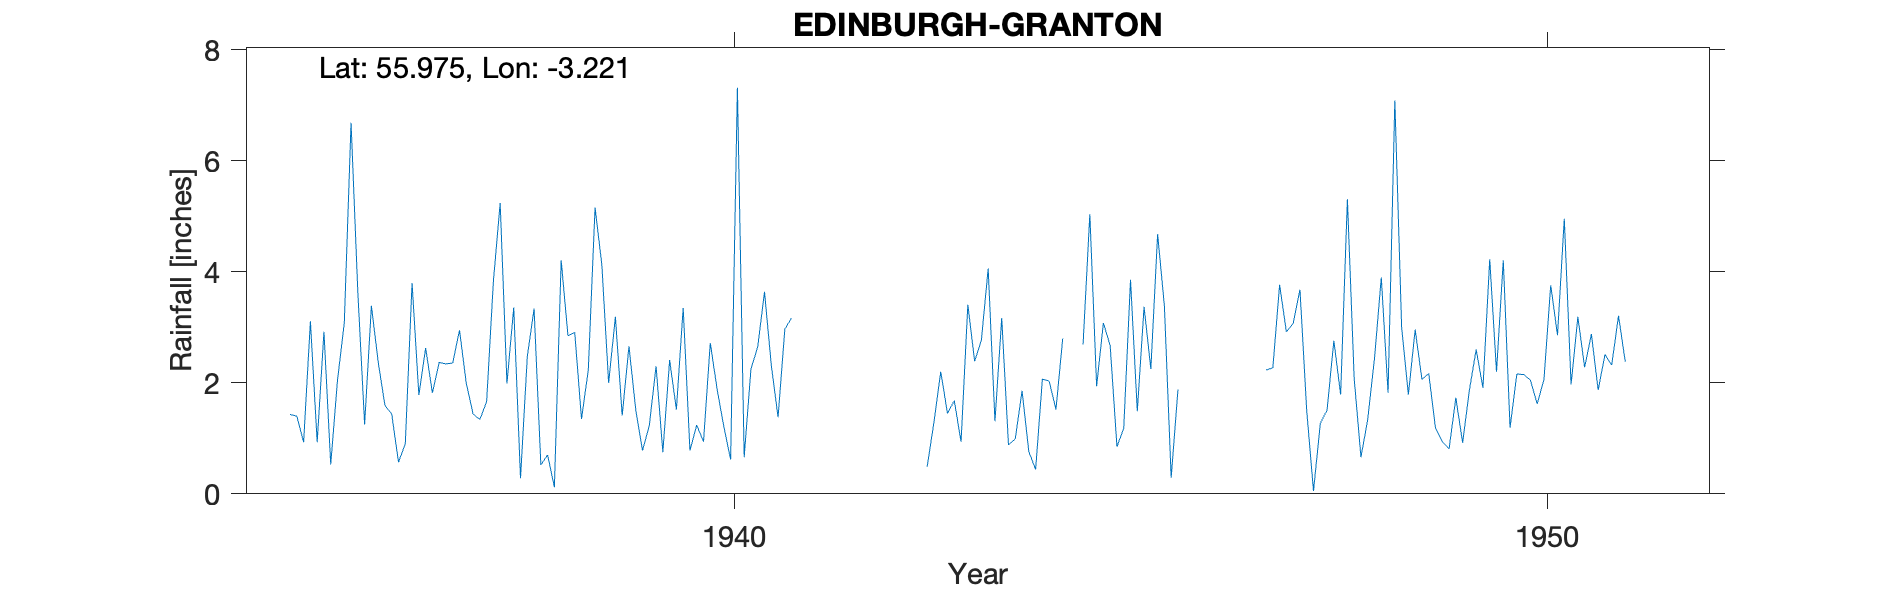 EDINBURGH-GRANTON
Lat: 55.975, Lon: -3.221
8
6
4
2
0
Rainfall [inches]
1940
1950
Year